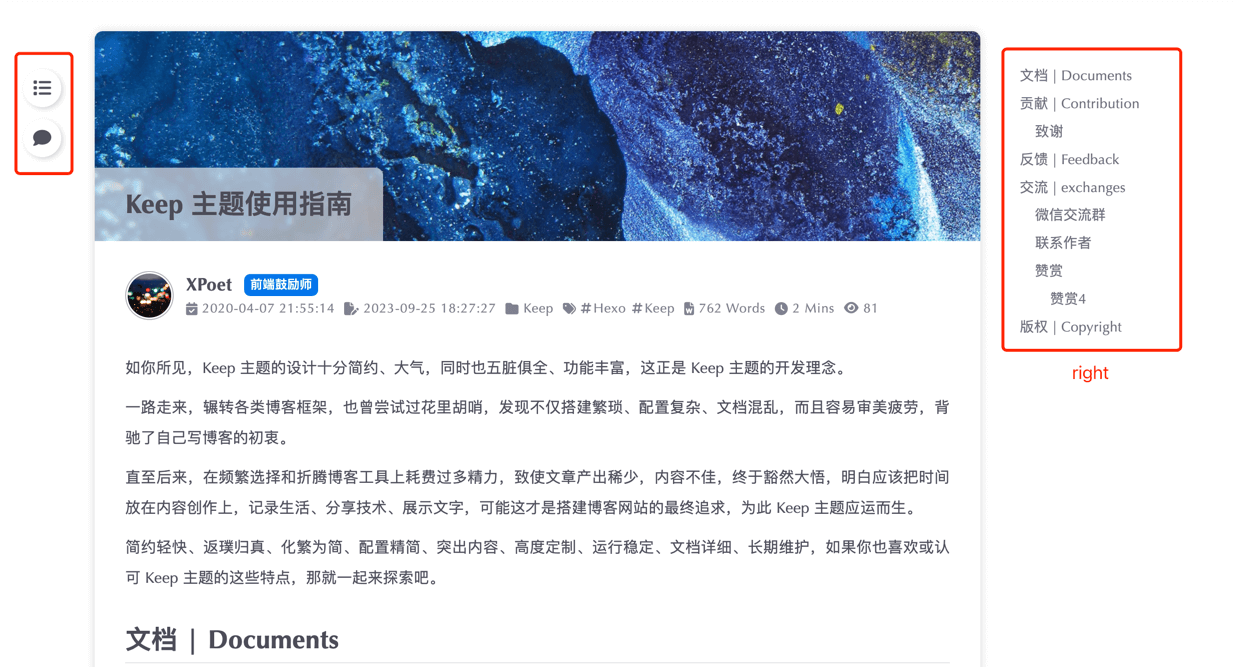 Keep 主题使用指南
XPoet 前端鼓励师
2020-04-07 21:55:14 2023-09-25 18:27:27 Keep #Hexo #Keep 762 Words 2 Mins 81
如你所见，Keep 主题的设计十分简约、大气，同时也五脏俱全、功能丰富，这正是 Keep 主题的开发理念。
一路走来，辗转各类博客框架，也曾尝试过花里胡哨，发现不仅搭建繁琐、配置复杂、文档混乱，而且容易审美疲劳，背
驰了自己写博客的初衷。
直至后来，在频繁选择和折腾博客工具上耗费过多精力，致使文章产出稀少，内容不佳，终于豁然大悟，明白应该把时间
放在内容创作上，记录生活、分享技术、展示文字，可能这才是搭建博客网站的最终追求，为此 Keep 主题应运而生。
简约轻快、返璞归真、化繁为简、配置精简、突出内容、高度定制、运行稳定、文档详细、长期维护，如果你也喜欢或认
可 Keep 主题的这些特点，那就一起来探索吧。
文档 | Documents
文档 | Documents
贡献 | Contribution
致谢
反馈 | Feedback
交流 | exchanges
微信交流群
联系作者
赞赏
赞赏4
版权 | Copyright
right